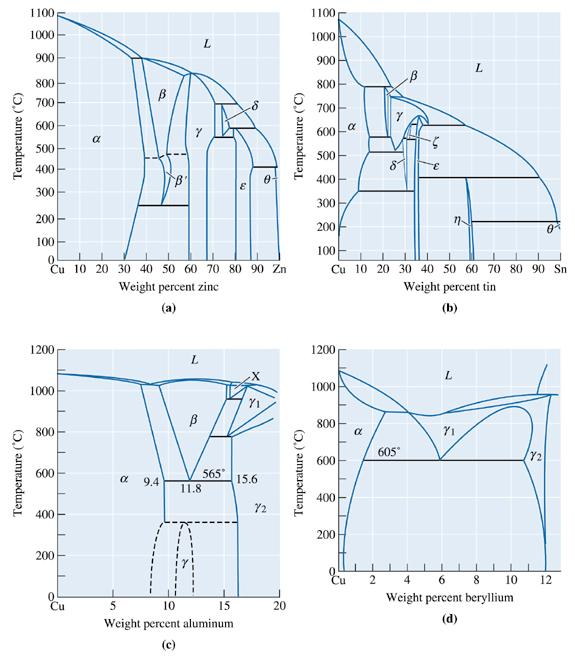 1100
1000
900
800
700
600
500
400
300
200
100
0
Temperature (°C)
L
α
β
β′
γ
δ
ε
θ
Cu 10 20 30 40 50 60 70 80 90 Zn
Weight percent zinc
(a)
1100
1000
900
800
700
600
500
400
300
200
100
Temperature (°C)
L
α
β
γ
ζ
δ
ε
η
θ
Cu 10 20 30 40 50 60 70 80 90 Sn
Weight percent tin
(b)
1200
1000
800
600
400
200
0
Temperature (°C)
L
X
γ1
β
α
9.4
11.8
565°
15.6
γ2
γ
Cu 5 10 15 20
Weight percent aluminum
(c)
1200
1000
800
600
400
200
0
Temperature (°C)
L
α
γ1
605°
γ2
Cu 2 4 6 8 10 12
Weight percent beryllium
(d)